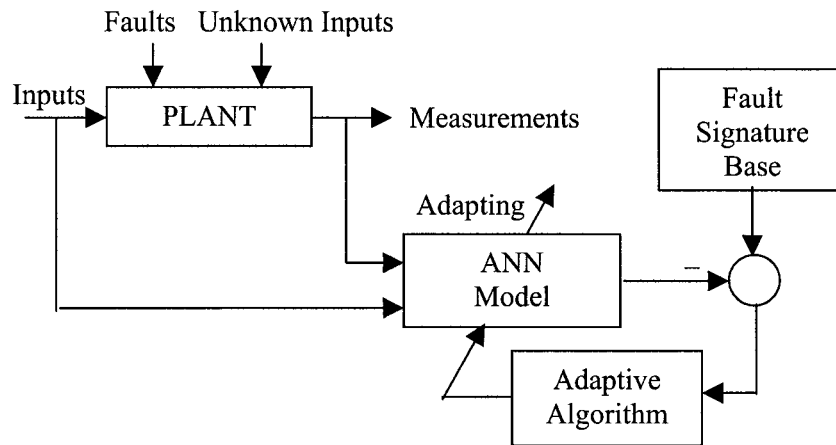 Faults
Unknown Inputs
Inputs
PLANT
Measurements
Fault
Signature
Base
Adapting
ANN
Model
–
Adaptive
Algorithm